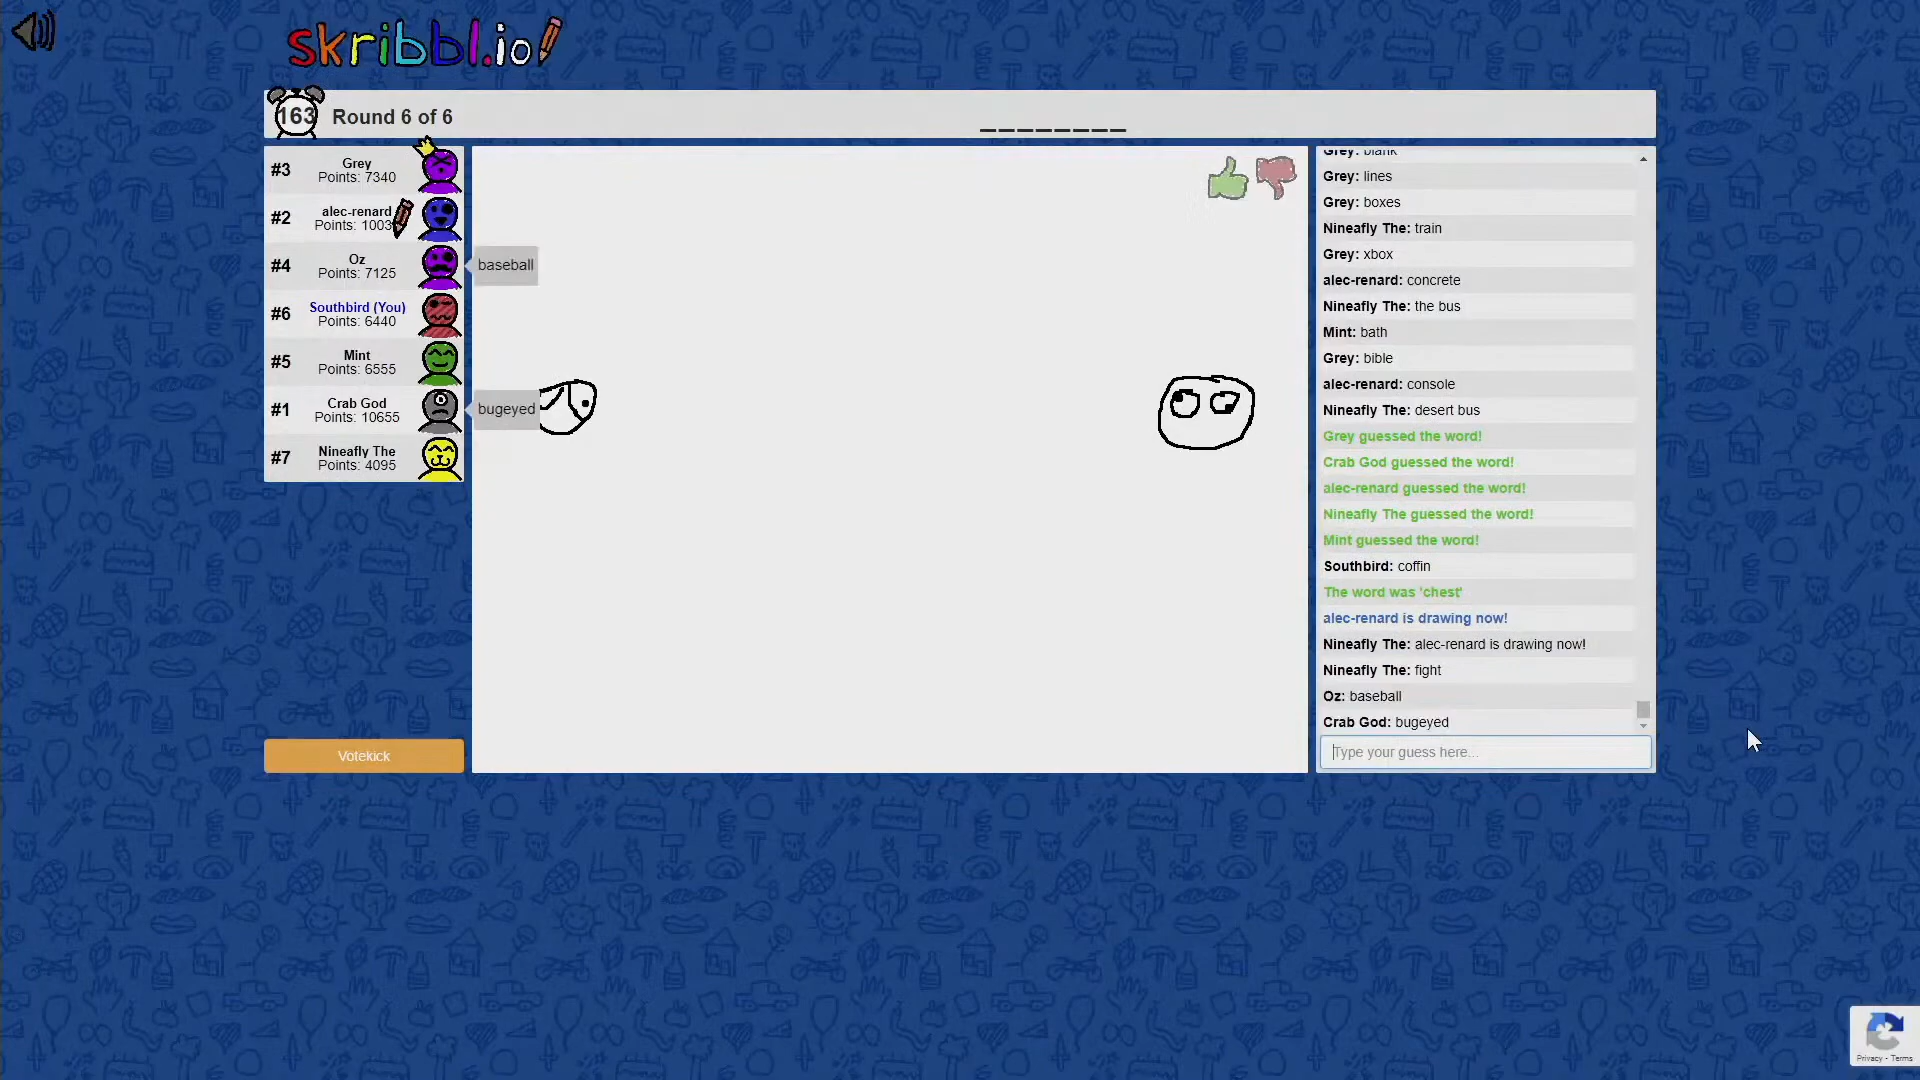 skribbl.io
163
Round 6 of 6
________
#3
Grey
Points: 7340
#2
alec-renard
Points: 1003
#4
Oz
Points: 7125
baseball
#6
Southbird (You)
Points: 6440
#5
Mint
Points: 6555
#1
Crab God
Points: 10655
bugeyed
#7
Nineafly The
Points: 4095
Votekick
Grey: blank
Grey: lines
Grey: boxes
Nineafly The: train
Grey: xbox
alec-renard: concrete
Nineafly The: the bus
Mint: bath
Grey: bible
alec-renard: console
Nineafly The: desert bus
Grey guessed the word!
Crab God guessed the word!
alec-renard guessed the word!
Nineafly The guessed the word!
Mint guessed the word!
Southbird: coffin
The word was 'chest'
alec-renard is drawing now!
Nineafly The: alec-renard is drawing now!
Nineafly The: fight
Oz: baseball
Crab God: bugeyed
Type your guess here...
Privacy - Terms